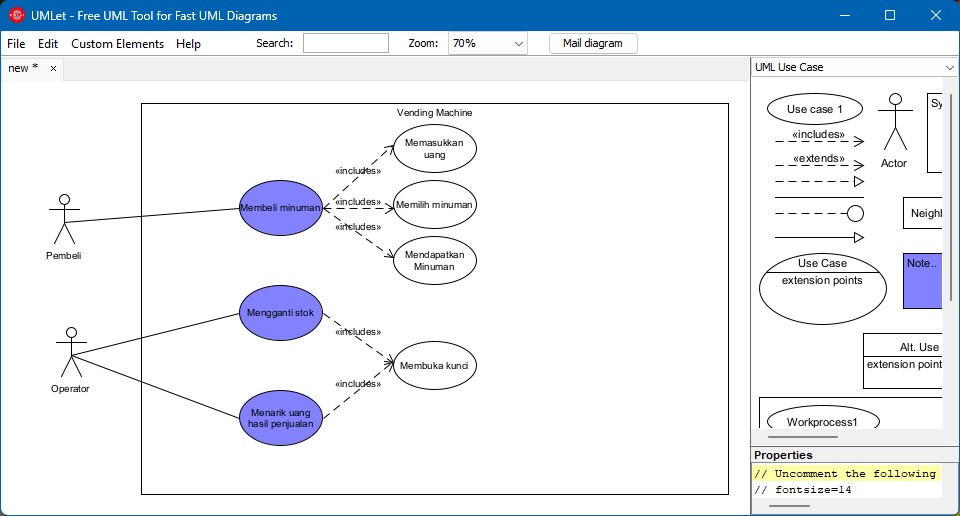 UMLet - Free UML Tool for Fast UML Diagrams
File Edit Custom Elements Help Search: Zoom: 70% Mail diagram
new *
Vending Machine
Memasukkan
uang
«includes»
Membeli minuman
«includes»
Memilih minuman
«includes»
Mendapatkan
Minuman
Pembeli
Mengganti stok
«includes»
Membuka kunci
Operator
«includes»
Menarik uang
hasil penjualan
UML Use Case
Use case 1
Sy
«includes»
«extends»
Actor
Neighb
Use Case
extension points
Note..
Alt. Use
extension point
Workprocess1
Properties
// Uncomment the following
// fontsize=14